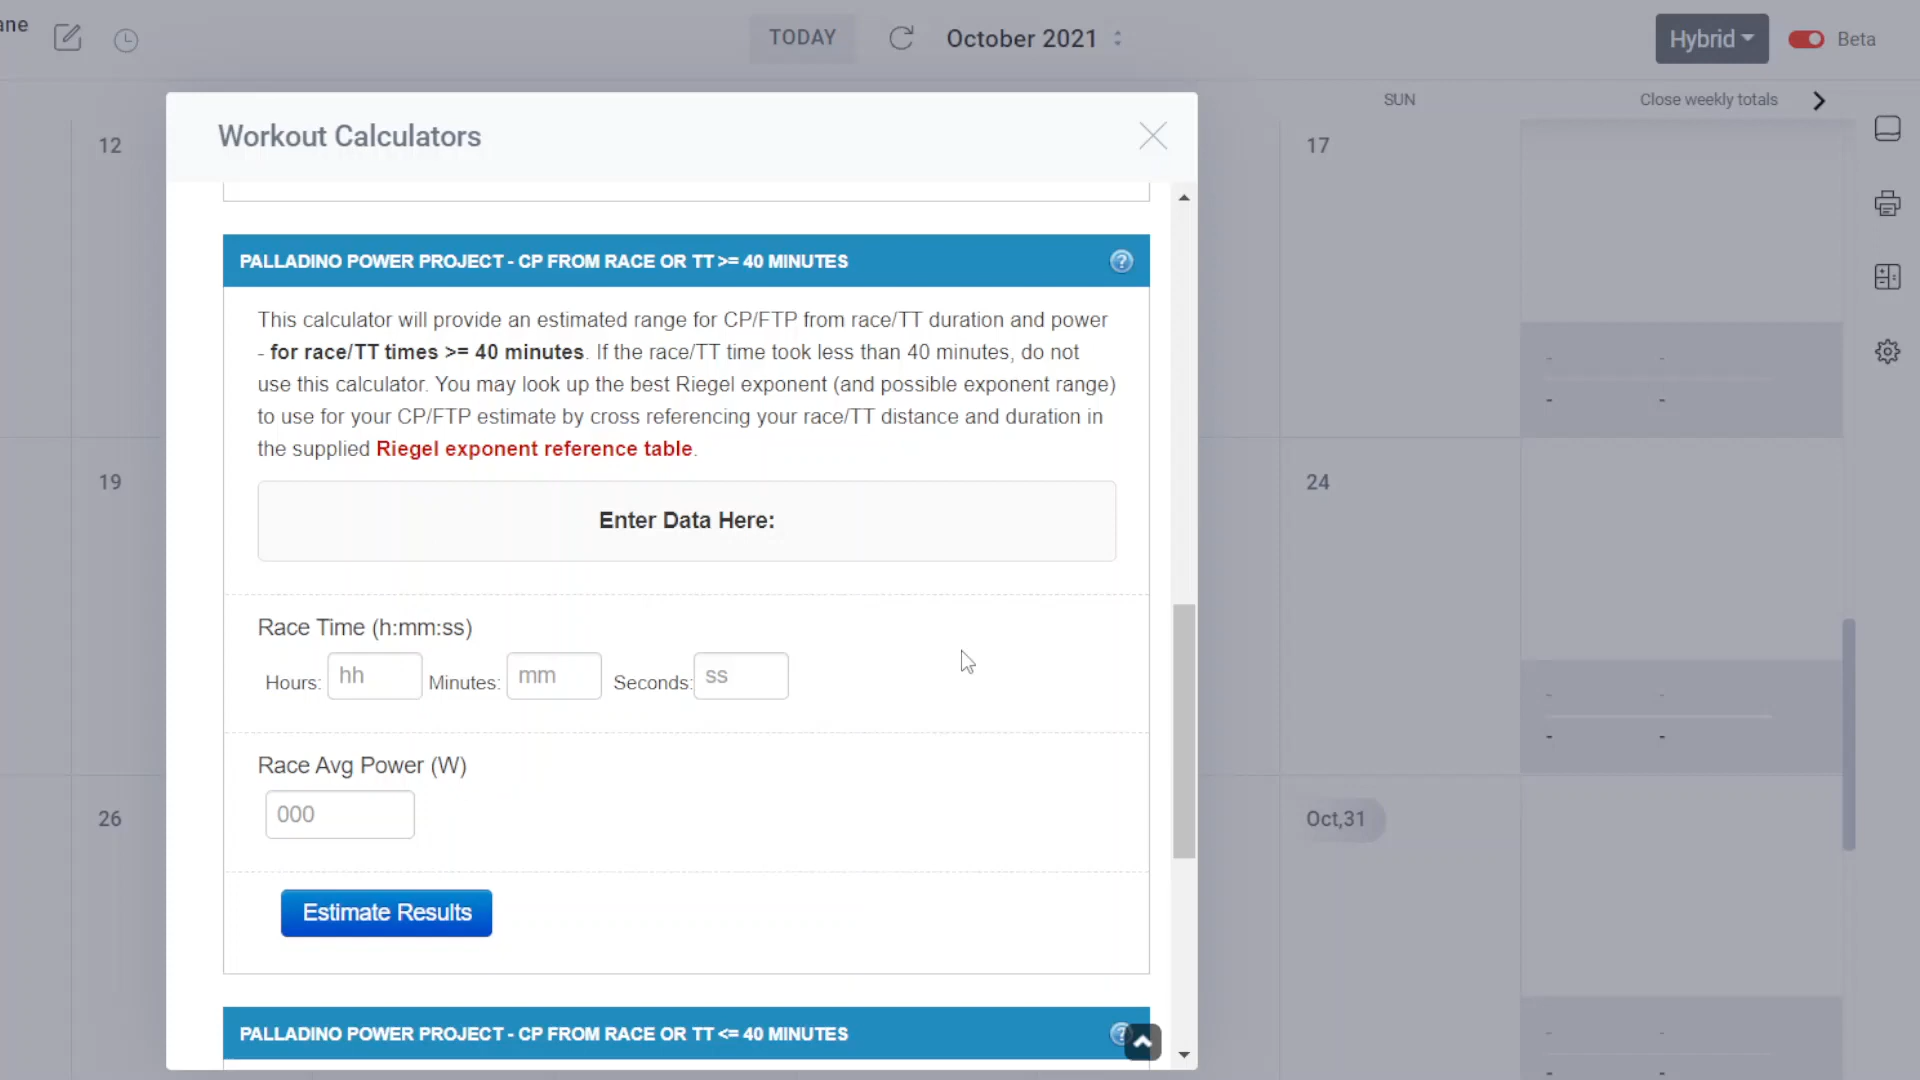 ane
TODAY
October 2021
Hybrid
Beta
SUN
Close weekly totals
12
17
Workout Calculators
PALLADINO POWER PROJECT - CP FROM RACE OR TT >= 40 MINUTES
?
This calculator will provide an estimated range for CP/FTP from race/TT duration and power
- for race/TT times >= 40 minutes. If the race/TT time took less than 40 minutes, do not
use this calculator. You may look up the best Riegel exponent (and possible exponent range)
to use for your CP/FTP estimate by cross referencing your race/TT distance and duration in
the supplied Riegel exponent reference table.
- -
- -
19
24
Enter Data Here:
Race Time (h:mm:ss)
Hours: hh Minutes: mm Seconds: ss
- -
- -
Race Avg Power (W)
000
26
Oct,31
Estimate Results
PALLADINO POWER PROJECT - CP FROM RACE OR TT <= 40 MINUTES
?
- -
- -